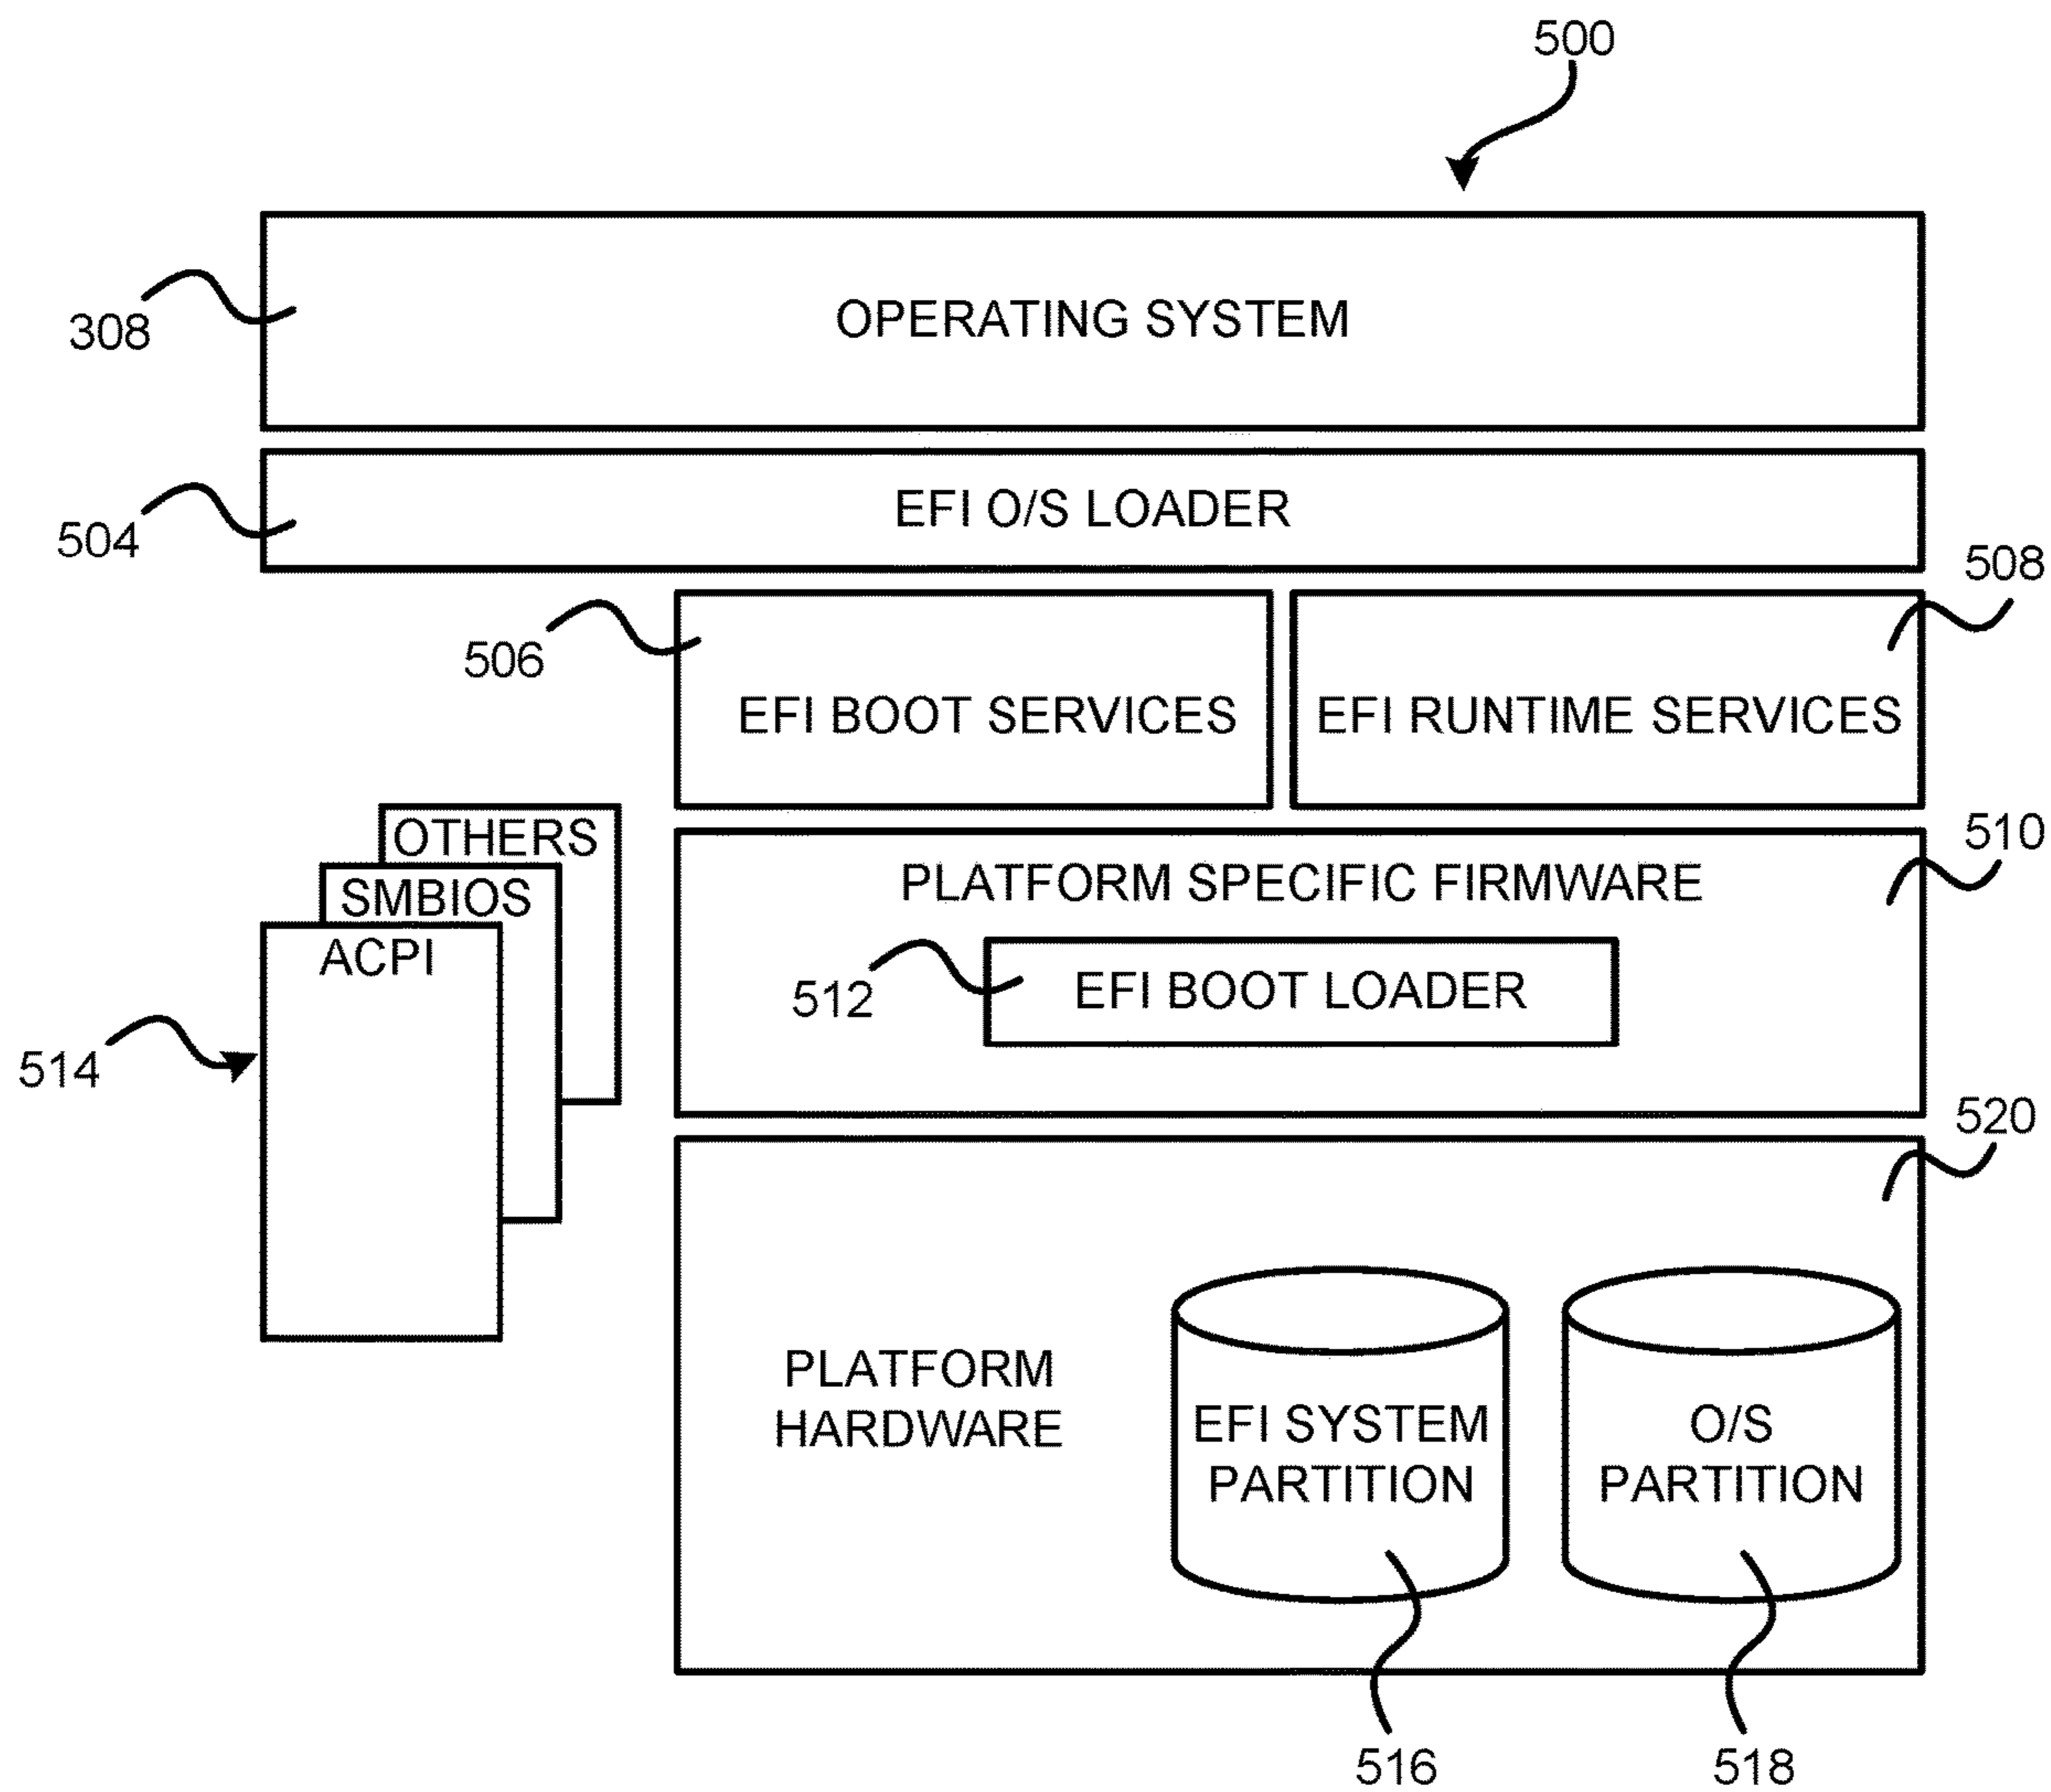 500
OPERATING SYSTEM
308
EFI O/S LOADER
504
508
506
EFI BOOT SERVICES
EFI RUNTIME SERVICES
OTHERS
SMBIOS
ACPI
514
510
PLATFORM SPECIFIC FIRMWARE
512
EFI BOOT LOADER
520
PLATFORM
HARDWARE
EFI SYSTEM
PARTITION
O/S
PARTITION
516
518